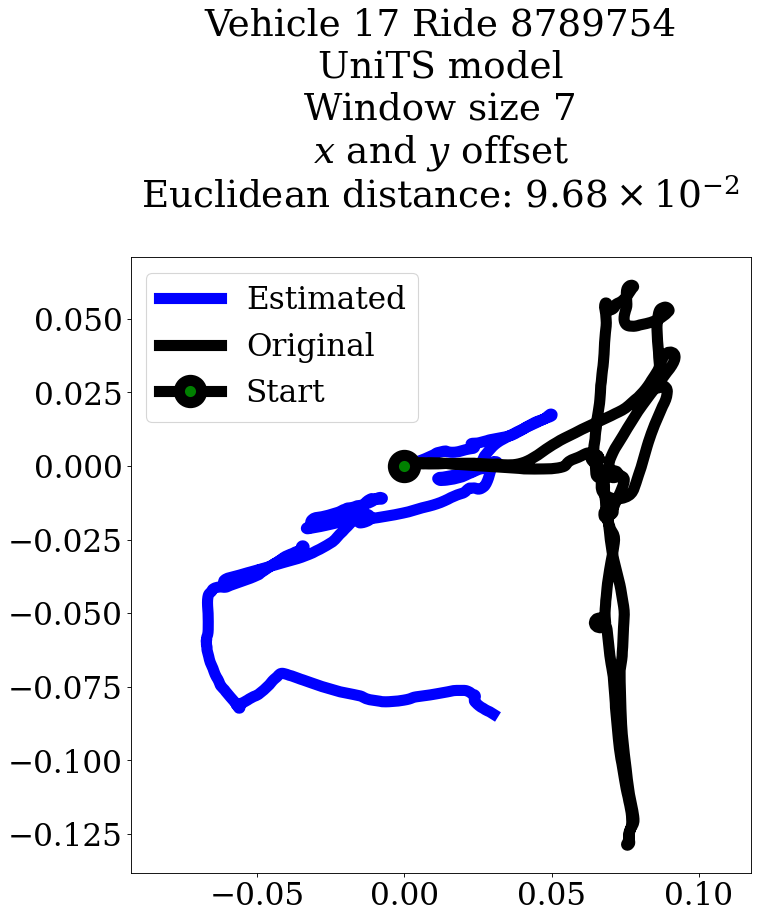 Vehicle 17 Ride 8789754
UniTS model
Window size 7
x and y offset
Euclidean distance: 9.68 × 10⁻²
Estimated
Original
Start
0.050
0.025
0.000
−0.025
−0.050
−0.075
−0.100
−0.125
−0.05 0.00 0.05 0.10